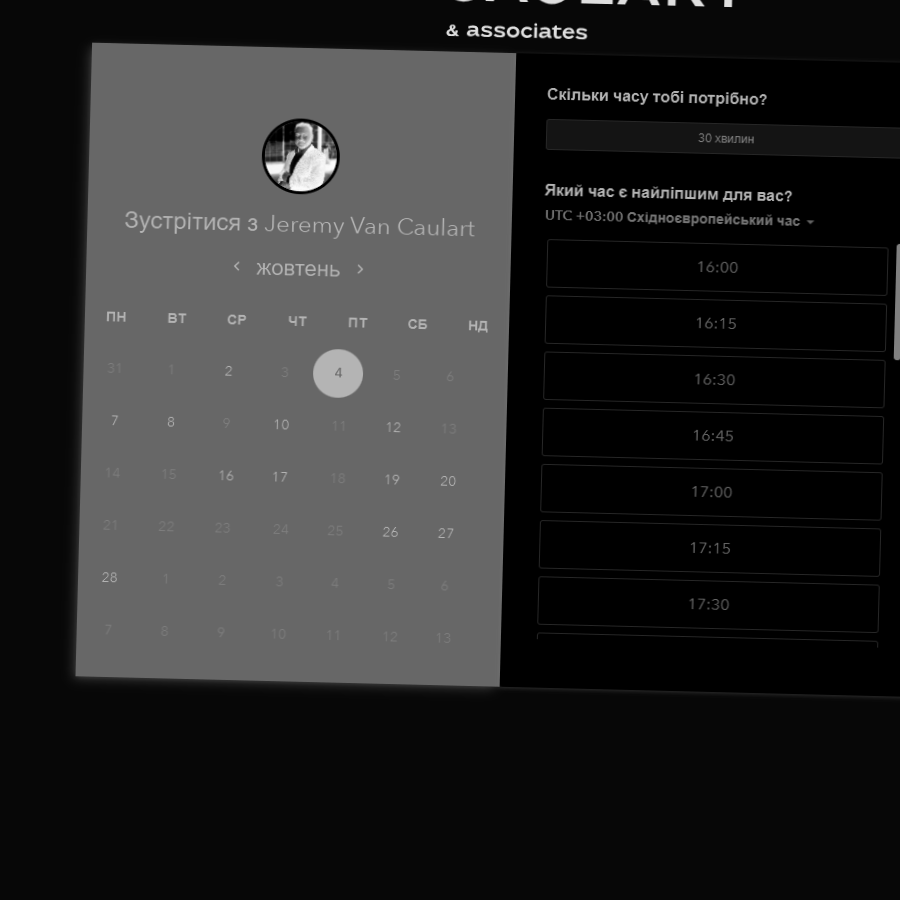 & associates
Зустрітися з Jeremy Van Caulart
‹ жовтень ›
ПН ВТ СР ЧТ ПТ СБ НД
31 1 2 3 4 5 6
7 8 9 10 11 12 13
14 15 16 17 18 19 20
21 22 23 24 25 26 27
28 1 2 3 4 5 6
7 8 9 10 11 12 13
Скільки часу тобі потрібно?
30 хвилин
Який час є найліпшим для вас?
UTC +03:00 Східноєвропейський час
16:00
16:15
16:30
16:45
17:00
17:15
17:30